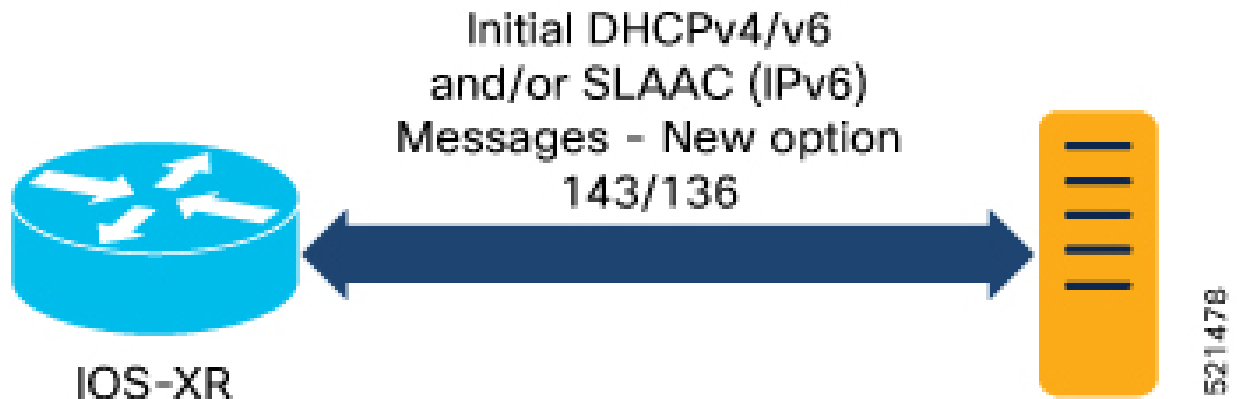 Initial DHCPv4/v6
and/or SLAAC (IPv6)
Messages - New option
143/136
IOS-XR
521478